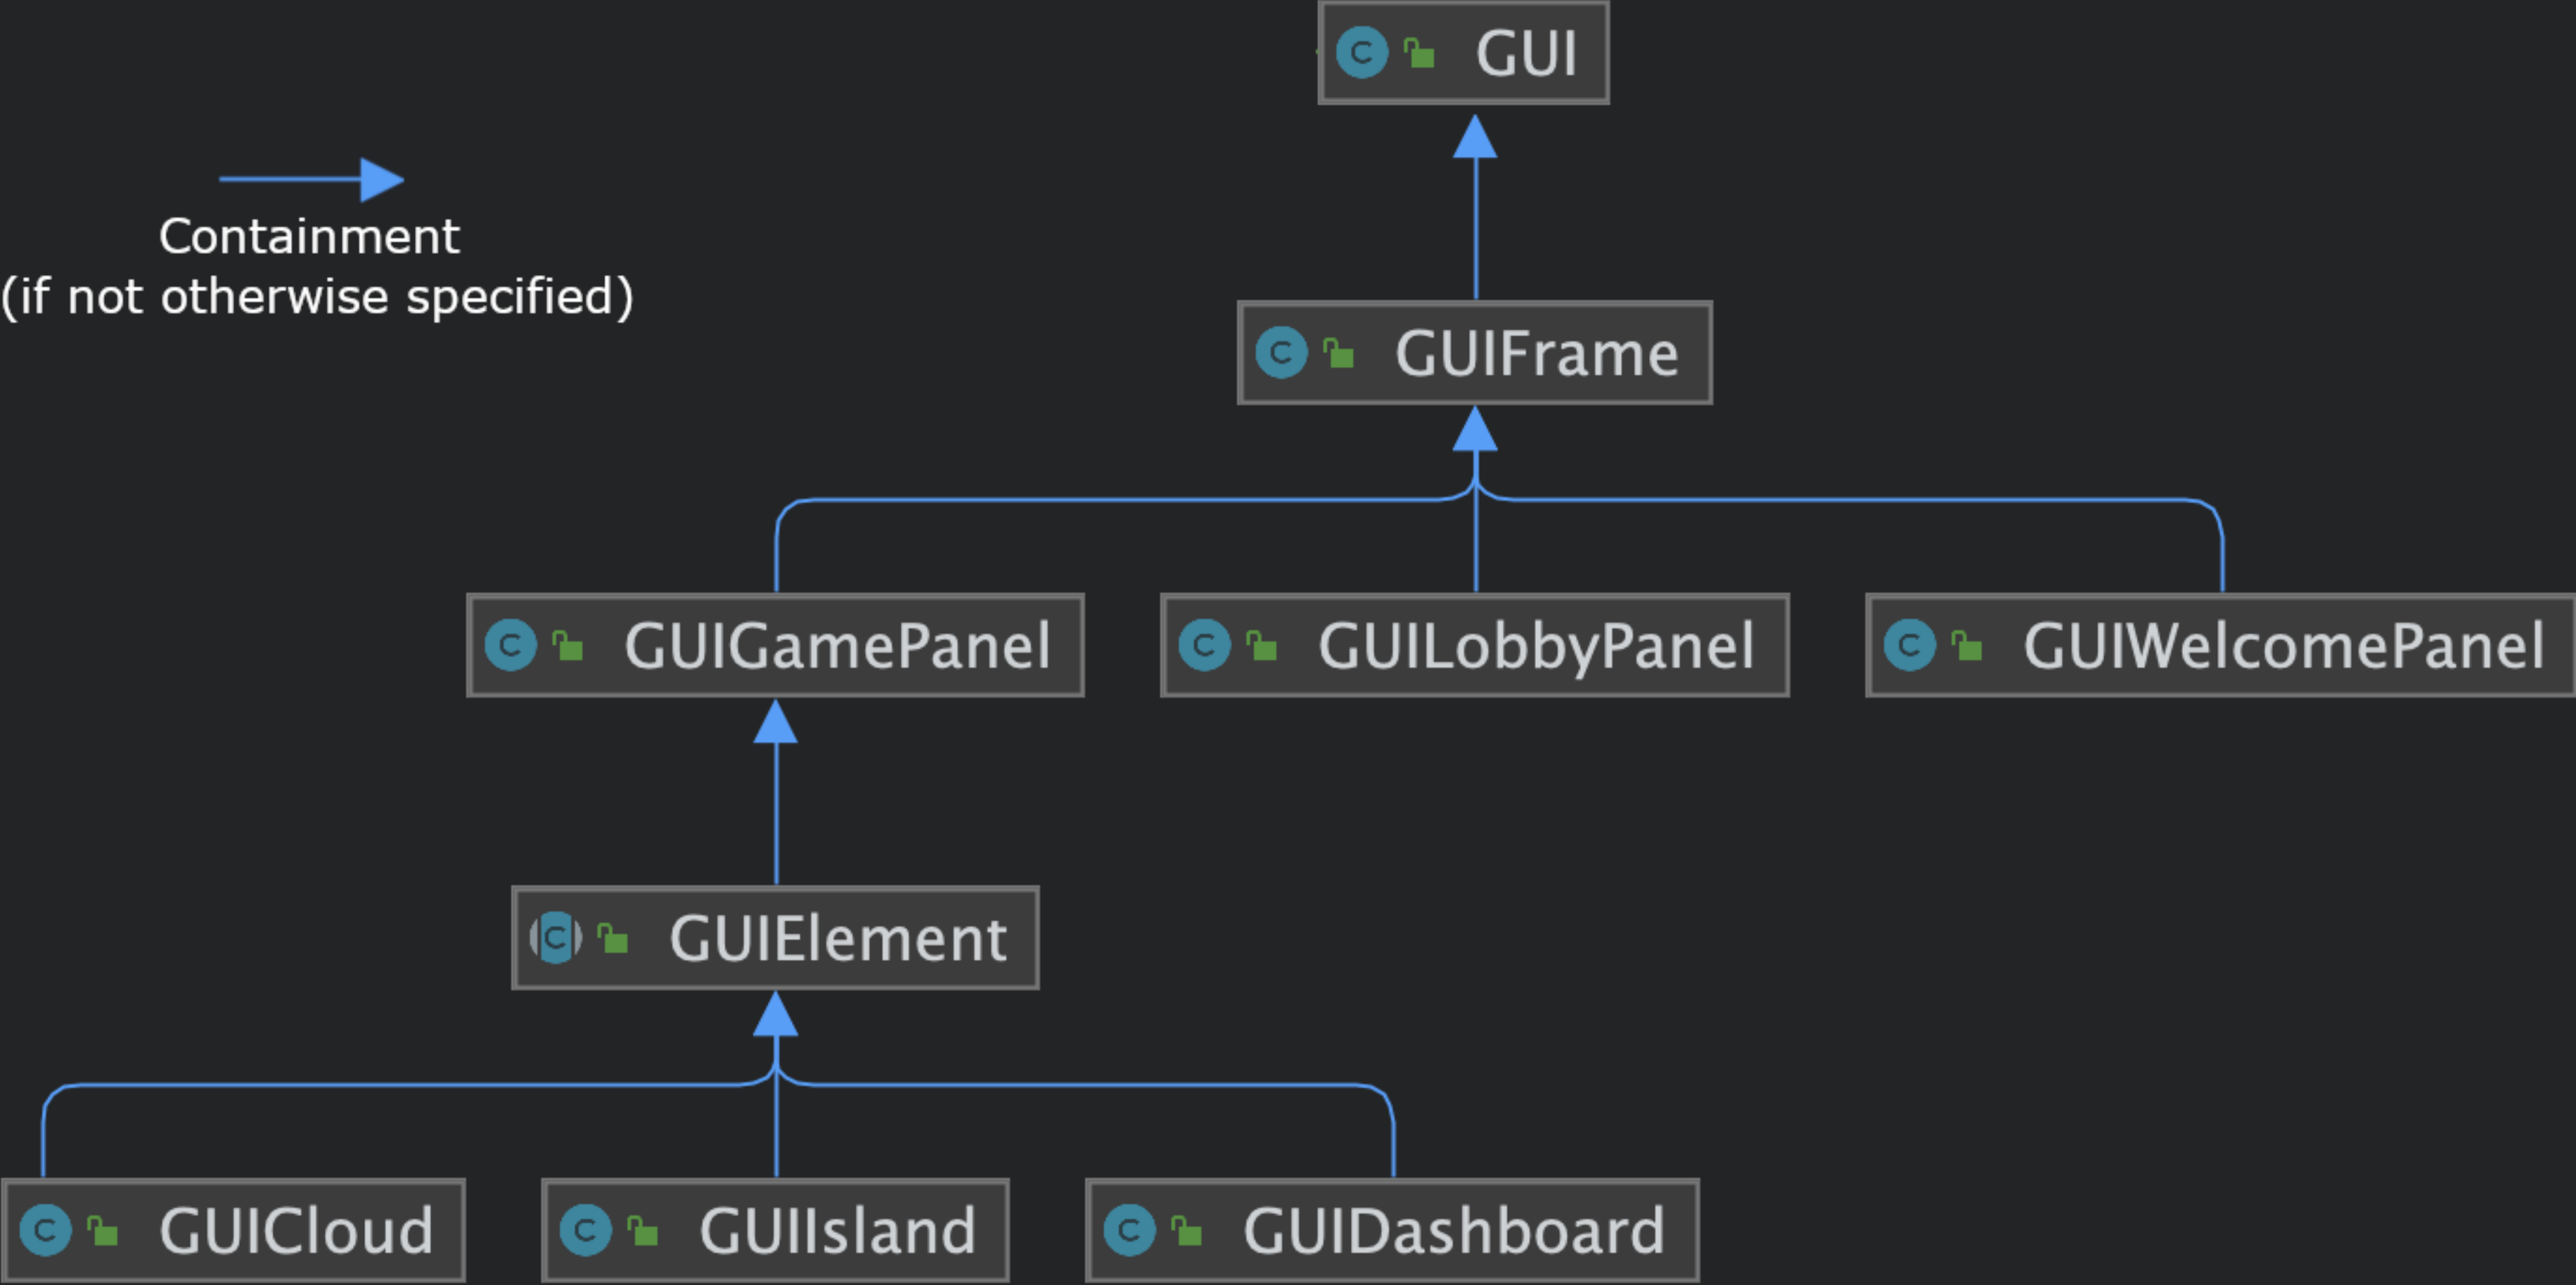 GUI
Containment
(if not otherwise specified)
GUIFrame
GUIGamePanel
GUILobbyPanel
GUIWelcomePanel
GUIElement
GUICloud
GUIIsland
GUIDashboard